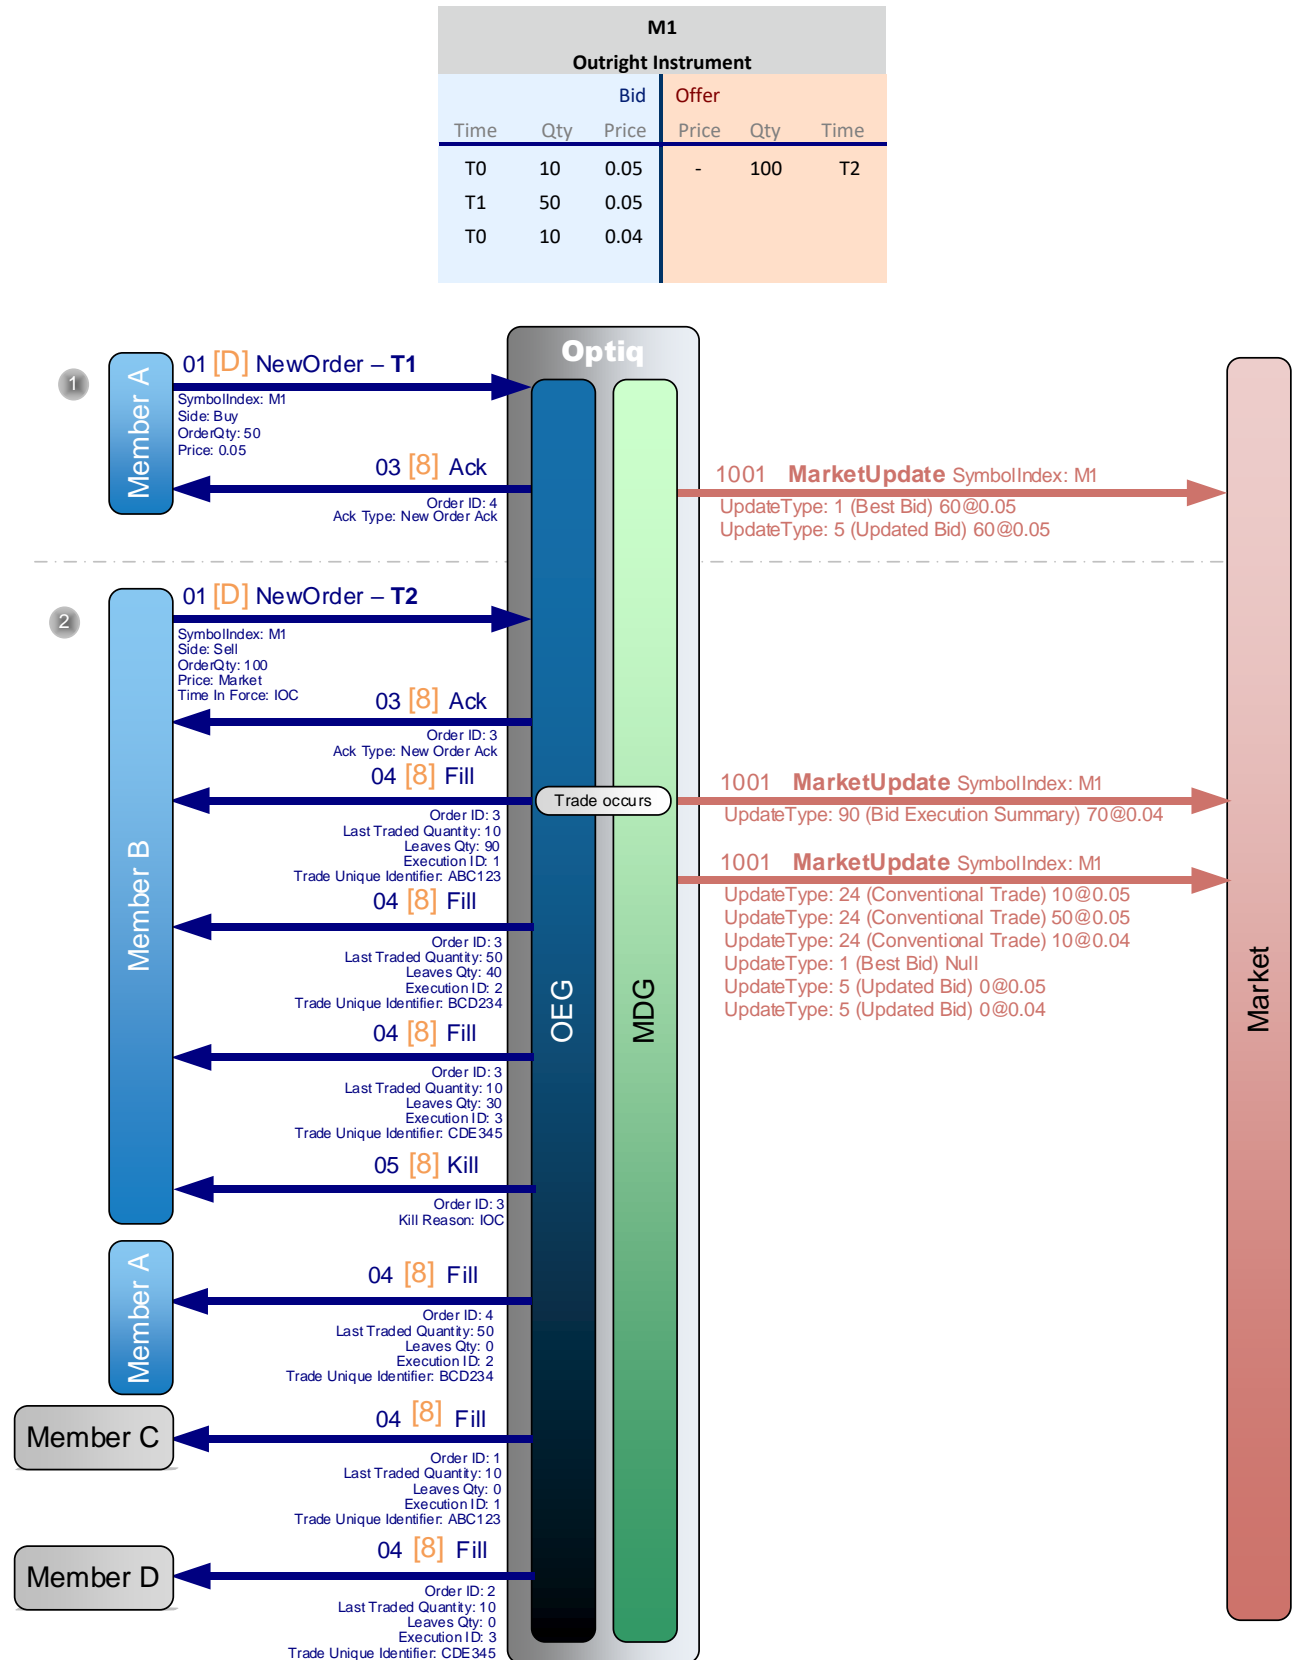 M1
Outright Instrument
Bid Offer
Time Qty Price Price Qty Time
T0 10 0.05 - 100 T2
T1 50 0.05
T0 10 0.04
Optiq
1
Member A
01 [D] NewOrder – T1
SymbolIndex: M1
Side: Buy
OrderQty: 50
Price: 0.05
03 [8] Ack
Order ID: 4
Ack Type: New Order Ack
1001 MarketUpdate SymbolIndex: M1
UpdateType: 1 (Best Bid) 60@0.05
UpdateType: 5 (Updated Bid) 60@0.05
2
Member B
01 [D] NewOrder – T2
SymbolIndex: M1
Side: Sell
OrderQty: 100
Price: Market
Time In Force: IOC
03 [8] Ack
Order ID: 3
Ack Type: New Order Ack
04 [8] Fill
Trade occurs
Order ID: 3
Last Traded Quantity: 10
Leaves Qty: 90
Execution ID: 1
Trade Unique Identifier: ABC123
1001 MarketUpdate SymbolIndex: M1
UpdateType: 90 (Bid Execution Summary) 70@0.04
1001 MarketUpdate SymbolIndex: M1
UpdateType: 24 (Conventional Trade) 10@0.05
UpdateType: 24 (Conventional Trade) 50@0.05
UpdateType: 24 (Conventional Trade) 10@0.04
UpdateType: 1 (Best Bid) Null
UpdateType: 5 (Updated Bid) 0@0.05
UpdateType: 5 (Updated Bid) 0@0.04
04 [8] Fill
Order ID: 3
Last Traded Quantity: 50
Leaves Qty: 40
Execution ID: 2
Trade Unique Identifier: BCD234
OEG
MDG
Market
04 [8] Fill
Order ID: 3
Last Traded Quantity: 10
Leaves Qty: 30
Execution ID: 3
Trade Unique Identifier: CDE345
05 [8] Kill
Order ID: 3
Kill Reason: IOC
Member A
04 [8] Fill
Order ID: 4
Last Traded Quantity: 50
Leaves Qty: 0
Execution ID: 2
Trade Unique Identifier: BCD234
Member C
04 [8] Fill
Order ID: 1
Last Traded Quantity: 10
Leaves Qty: 0
Execution ID: 1
Trade Unique Identifier: ABC123
Member D
04 [8] Fill
Order ID: 2
Last Traded Quantity: 10
Leaves Qty: 0
Execution ID: 3
Trade Unique Identifier: CDE345